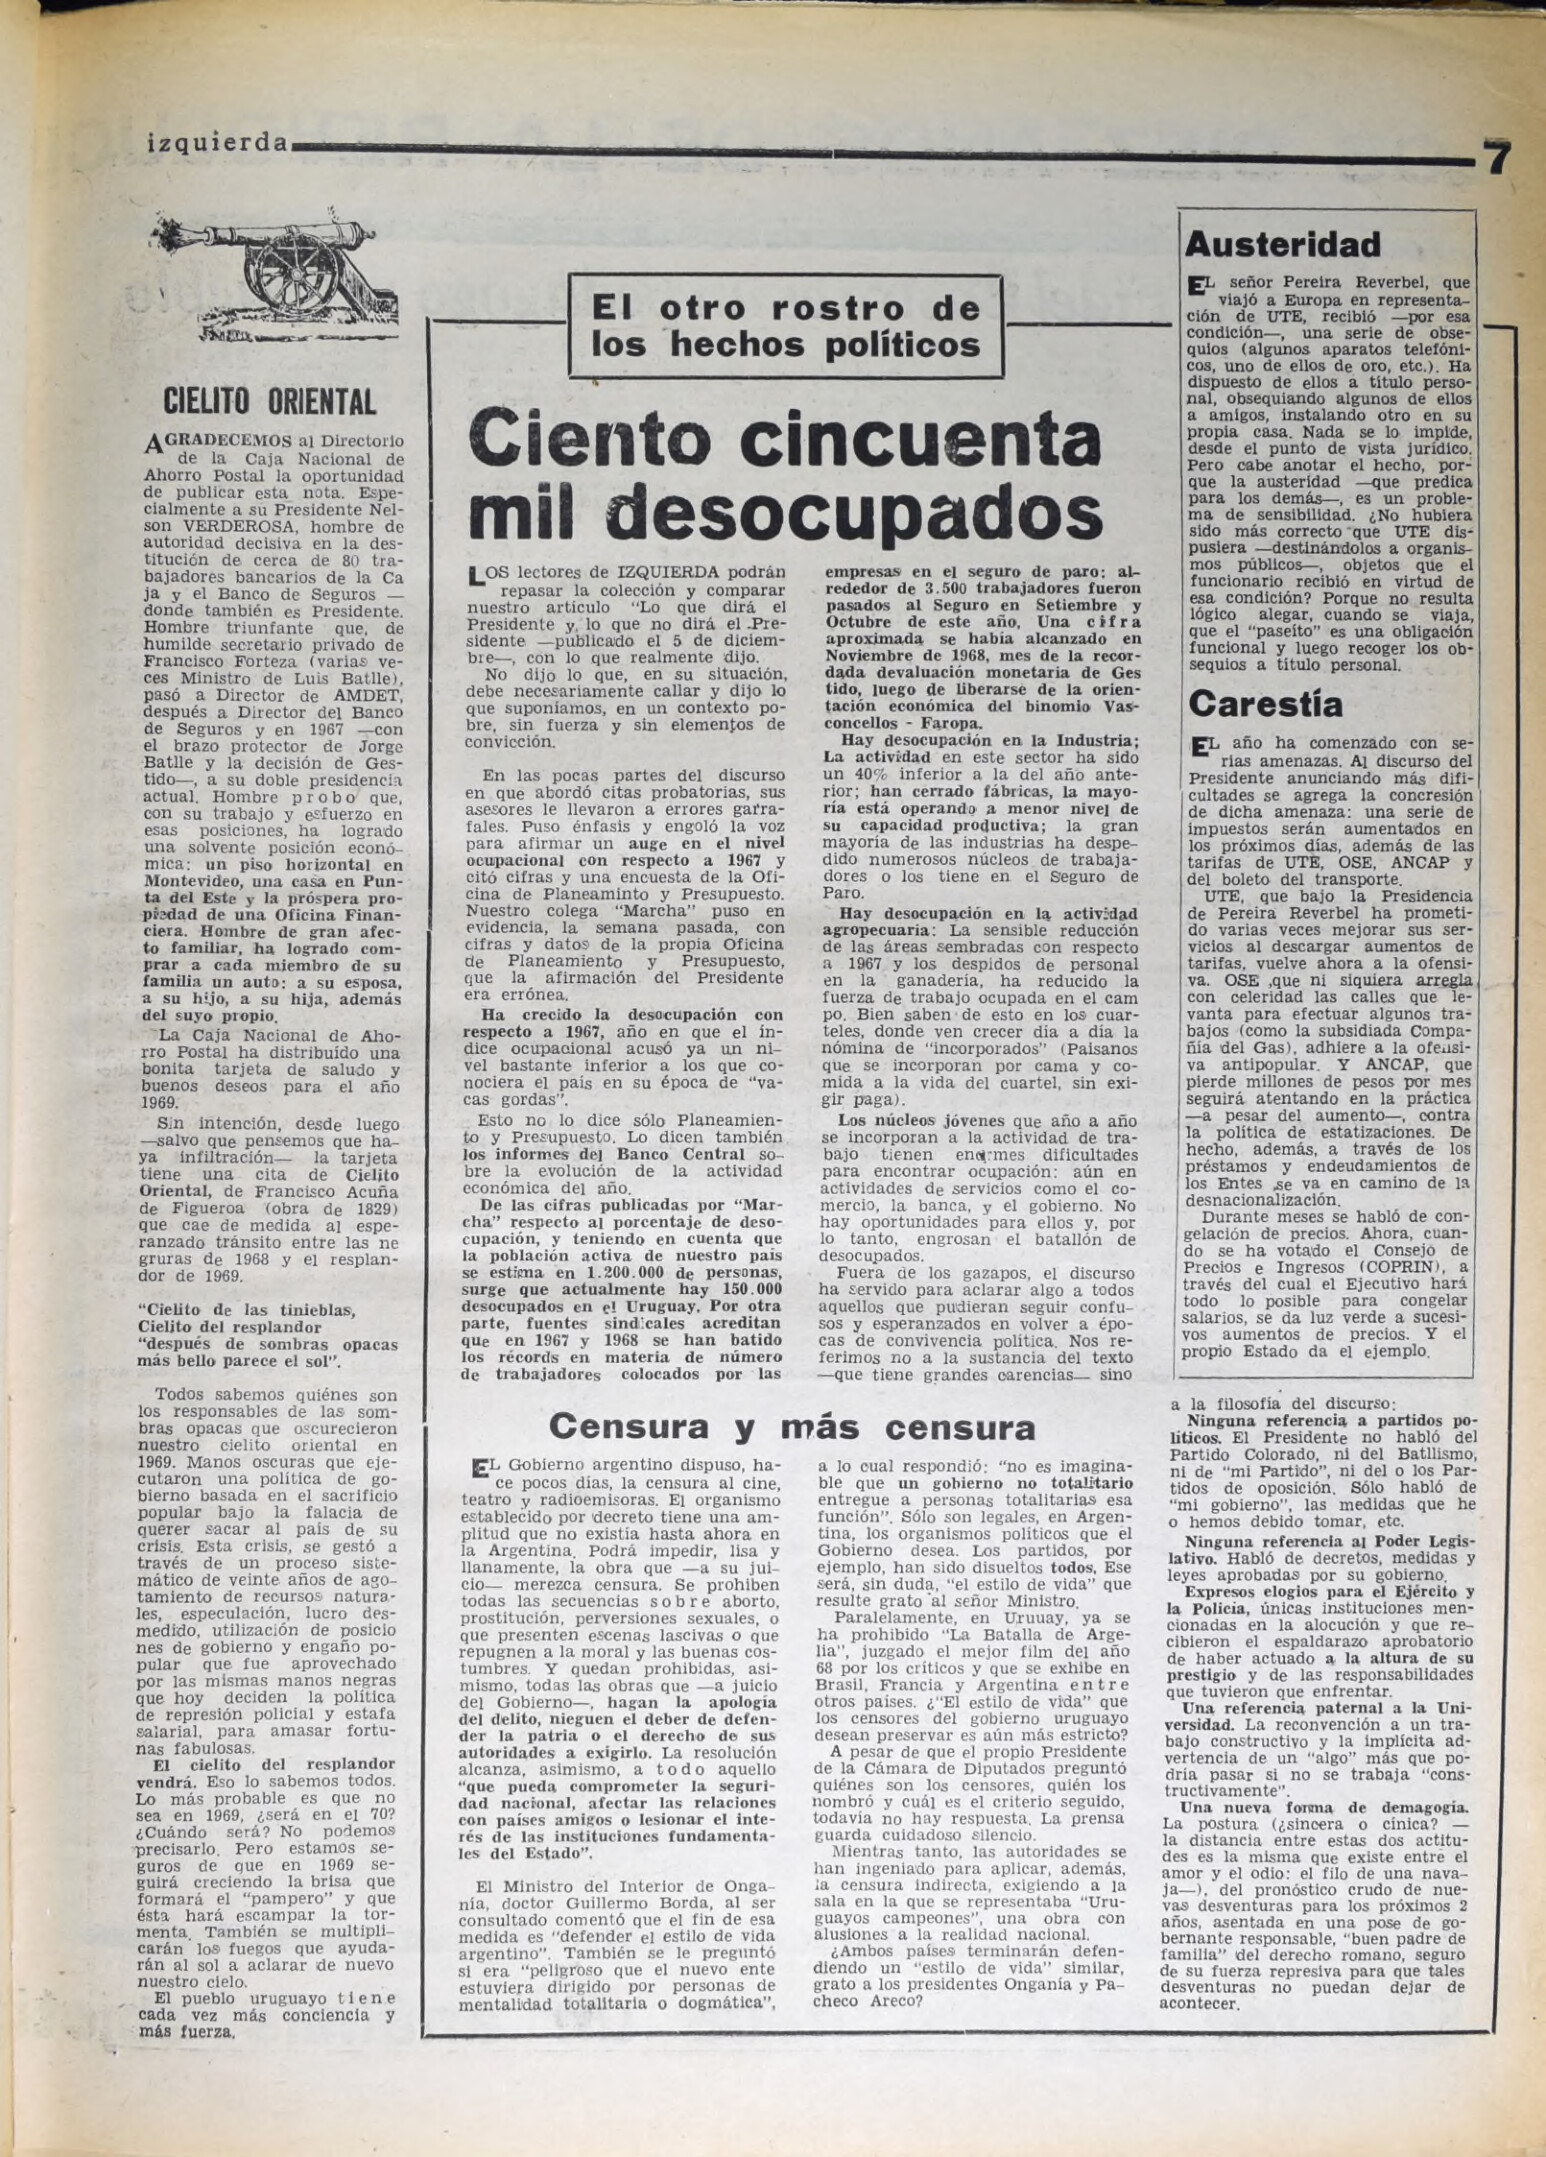 izquierda
7
CIELITO ORIENTAL
AGRADECEMOS al Directorio
de la Caja Nacional de
Ahorro Postal la oportunidad
de publicar esta nota. Espe-
cialmente a su Presidente Nel-
son VERDEROSA, hombre de
autoridad decisiva en la des-
titución de cerca de 80 tra-
bajadores bancarios de la Ca
ja y el Banco de Seguros —
donde también es Presidente.
Hombre triunfante que, de
humilde secretario privado de
Francisco Forteza (varias ve-
ces Ministro de Luis Batlle),
pasó a Director de AMDET,
después a Director del Banco
de Seguros y en 1967 —con
el brazo protector de Jorge
Batlle y la decisión de Ges-
tido—, a su doble presidencia
actual. Hombre probo que,
con su trabajo y esfuerzo en
esas posiciones, ha logrado
una solvente posición econó-
mica: un piso horizontal en
Montevideo, una casa en Pun-
ta del Este y la próspera pro-
piedad de una Oficina Finan-
ciera. Hombre de gran afec-
to familiar, ha logrado com-
prar a cada miembro de su
familia un auto: a su esposa,
a su hijo, a su hija, además
del suyo propio.
La Caja Nacional de Aho-
rro Postal ha distribuído una
bonita tarjeta de saludo y
buenos deseos para el año
1969.
Sin intención, desde luego
—salvo que pensemos que ha-
ya infiltración— la tarjeta
tiene una cita de Cielito
Oriental, de Francisco Acuña
de Figueroa (obra de 1829)
que cae de medida al espe-
ranzado tránsito entre las ne
gruras de 1968 y el resplan-
dor de 1969.
"Cielito de las tinieblas,
Cielito del resplandor
"después de sombras opacas
más bello parece el sol".
Todos sabemos quiénes son
los responsables de las som-
bras opacas que oscurecieron
nuestro cielito oriental en
1969. Manos oscuras que eje-
cutaron una política de go-
bierno basada en el sacrificio
popular bajo la falacia de
querer sacar al país de su
crisis. Esta crisis, se gestó a
través de un proceso siste-
mático de veinte años de ago-
tamiento de recursos natura-
les, especulación, lucro des-
medido, utilización de posicio
nes de gobierno y engaño po-
pular que fue aprovechado
por las mismas manos negras
que hoy deciden la política
de represión policial y estafa
salarial, para amasar fortu-
nas fabulosas.
El cielito del resplandor
vendrá. Eso lo sabemos todos.
Lo más probable es que no
sea en 1969, ¿será en el 70?
¿Cuándo será? No podemos
precisarlo. Pero estamos se-
guros de que en 1969 se-
guirá creciendo la brisa que
formará el "pampero" y que
ésta hará escampar la tor-
menta. También se multipli-
carán los fuegos que ayuda-
rán al sol a aclarar de nuevo
nuestro cielo.
El pueblo uruguayo tiene
cada vez más conciencia y
más fuerza.
El otro rostro de
los hechos políticos
Ciento cincuenta
mil desocupados
LOS lectores de IZQUIERDA podrán
repasar la colección y comparar
nuestro artículo "Lo que dirá el
Presidente y, lo que no dirá el Pre-
sidente —publicado el 5 de diciem-
bre—, con lo que realmente dijo.
No dijo lo que, en su situación,
debe necesariamente callar y dijo lo
que suponíamos, en un contexto po-
bre, sin fuerza y sin elementos de
convicción.
En las pocas partes del discurso
en que abordó citas probatorias, sus
asesores le llevaron a errores garra-
fales. Puso énfasis y engoló la voz
para afirmar un auge en el nivel
ocupacional con respecto a 1967 y
citó cifras y una encuesta de la Ofi-
cina de Planeaminto y Presupuesto.
Nuestro colega "Marcha" puso en
evidencia, la semana pasada, con
cifras y datos de la propia Oficina
de Planeamiento y Presupuesto,
que la afirmación del Presidente
era errónea.
Ha crecido la desocupación con
respecto a 1967, año en que el ín-
dice ocupacional acusó ya un ni-
vel bastante inferior a los que co-
nociera el país en su época de "va-
cas gordas".
Esto no lo dice sólo Planeamien-
to y Presupuesto. Lo dicen también
los informes del Banco Central so-
bre la evolución de la actividad
económica del año.
De las cifras publicadas por "Mar-
cha" respecto al porcentaje de deso-
cupación, y teniendo en cuenta que
la población activa de nuestro país
se estima en 1.200.000 de personas,
surge que actualmente hay 150.000
desocupados en el Uruguay. Por otra
parte, fuentes sindicales acreditan
que en 1967 y 1968 se han batido
los récords en materia de número
de trabajadores colocados por las
empresas en el seguro de paro: al-
rededor de 3.500 trabajadores fueron
pasados al Seguro en Setiembre y
Octubre de este año. Una cifra
aproximada se había alcanzado en
Noviembre de 1968, mes de la recor-
dada devaluación monetaria de Ges
tido, luego de liberarse de la orien-
tación económica del binomio Vas-
concellos - Faropa.
Hay desocupación en la Industria;
La actividad en este sector ha sido
un 40% inferior a la del año ante-
rior; han cerrado fábricas, la mayo-
ría está operando a menor nivel de
su capacidad productiva; la gran
mayoría de las industrias ha despe-
dido numerosos núcleos de trabaja-
dores o los tiene en el Seguro de
Paro.
Hay desocupación en la actividad
agropecuaria: La sensible reducción
de las áreas sembradas con respecto
a 1967 y los despidos de personal
en la ganadería, ha reducido la
fuerza de trabajo ocupada en el cam
po. Bien saben de esto en los cuar-
teles, donde ven crecer día a día la
nómina de "incorporados" (Paisanos
que se incorporan por cama y co-
mida a la vida del cuartel, sin exi-
gir paga).
Los núcleos jóvenes que año a año
se incorporan a la actividad de tra-
bajo tienen enormes dificultades
para encontrar ocupación: aún en
actividades de servicios como el co-
mercio, la banca, y el gobierno. No
hay oportunidades para ellos y, por
lo tanto, engrosan el batallón de
desocupados.
Fuera de los gazapos, el discurso
ha servido para aclarar algo a todos
aquellos que pudieran seguir confu-
sos y esperanzados en volver a épo-
cas de convivencia política. Nos re-
ferimos no a la sustancia del texto
—que tiene grandes carencias— sino
a la filosofía del discurso:
Ninguna referencia a partidos po-
líticos. El Presidente no habló del
Partido Colorado, ni del Batllismo,
ni de "mi Partido", ni del o los Par-
tidos de oposición. Sólo habló de
"mi gobierno", las medidas que he
o hemos debido tomar, etc.
Ninguna referencia al Poder Legis-
lativo. Habló de decretos, medidas y
leyes aprobadas por su gobierno.
Expresos elogios para el Ejército y
la Policía, únicas instituciones men-
cionadas en la alocución y que re-
cibieron el espaldarazo aprobatorio
de haber actuado a la altura de su
prestigio y de las responsabilidades
que tuvieron que enfrentar.
Una referencia paternal a la Uni-
versidad. La reconvención a un tra-
bajo constructivo y la implícita ad-
vertencia de un "algo" más que po-
dría pasar si no se trabaja "cons-
tructivamente".
Una nueva forma de demagogia.
La postura (¿sincera o cínica? —
la distancia entre estas dos actitu-
des es la misma que existe entre el
amor y el odio: el filo de una nava-
ja—), del pronóstico crudo de nue-
vas desventuras para los próximos 2
años, asentada en una pose de go-
bernante responsable, "buen padre de
familia" del derecho romano, seguro
de su fuerza represiva para que tales
desventuras no puedan dejar de
acontecer.
Censura y más censura
EL Gobierno argentino dispuso, ha-
ce pocos días, la censura al cine,
teatro y radioemisoras. El organismo
establecido por decreto tiene una am-
plitud que no existía hasta ahora en
la Argentina. Podrá impedir, lisa y
llanamente, la obra que —a su jui-
cio— merezca censura. Se prohiben
todas las secuencias sobre aborto,
prostitución, perversiones sexuales, o
que presenten escenas lascivas o que
repugnen a la moral y las buenas cos-
tumbres. Y quedan prohibidas, asi-
mismo, todas las obras que —a juicio
del Gobierno—, hagan la apología
del delito, nieguen el deber de defen-
der la patria o el derecho de sus
autoridades a exigirlo. La resolución
alcanza, asimismo, a todo aquello
"que pueda comprometer la seguri-
dad nacional, afectar las relaciones
con países amigos o lesionar el inte-
rés de las instituciones fundamenta-
les del Estado".
El Ministro del Interior de Onga-
nía, doctor Guillermo Borda, al ser
consultado comentó que el fin de esa
medida es "defender el estilo de vida
argentino". También se le preguntó
si era "peligroso que el nuevo ente
estuviera dirigido por personas de
mentalidad totalitaria o dogmática",
a lo cual respondió: "no es imagina-
ble que un gobierno no totalitario
entregue a personas totalitarias esa
función". Sólo son legales, en Argen-
tina, los organismos políticos que el
Gobierno desea. Los partidos, por
ejemplo, han sido disueltos todos. Ese
será, sin duda, "el estilo de vida" que
resulte grato al señor Ministro.
Paralelamente, en Uruuay, ya se
ha prohibido "La Batalla de Arge-
lia", juzgado el mejor film del año
68 por los críticos y que se exhibe en
Brasil, Francia y Argentina entre
otros países. ¿"El estilo de vida" que
los censores del gobierno uruguayo
desean preservar es aún más estricto?
A pesar de que el propio Presidente
de la Cámara de Diputados preguntó
quiénes son los censores, quién los
nombró y cuál es el criterio seguido,
todavía no hay respuesta. La prensa
guarda cuidadoso silencio.
Mientras tanto, las autoridades se
han ingeniado para aplicar, además,
la censura indirecta, exigiendo a la
sala en la que se representaba "Uru-
guayos campeones", una obra con
alusiones a la realidad nacional.
¿Ambos países terminarán defen-
diendo un "estilo de vida" similar,
grato a los presidentes Onganía y Pa-
checo Areco?
Austeridad
EL señor Pereira Reverbel, que
viajó a Europa en representa-
ción de UTE, recibió —por esa
condición—, una serie de obse-
quios (algunos aparatos telefóni-
cos, uno de ellos de oro, etc.). Ha
dispuesto de ellos a título perso-
nal, obsequiando algunos de ellos
a amigos, instalando otro en su
propia casa. Nada se lo impide,
desde el punto de vista jurídico.
Pero cabe anotar el hecho, por-
que la austeridad —que predica
para los demás—, es un proble-
ma de sensibilidad. ¿No hubiera
sido más correcto que UTE dis-
pusiera —destinándolos a organis-
mos públicos—, objetos que el
funcionario recibió en virtud de
esa condición? Porque no resulta
lógico alegar, cuando se viaja,
que el "paseíto" es una obligación
funcional y luego recoger los ob-
sequios a título personal.
Carestía
EL año ha comenzado con se-
rias amenazas. Al discurso del
Presidente anunciando más difi-
cultades se agrega la concresión
de dicha amenaza: una serie de
impuestos serán aumentados en
los próximos días, además de las
tarifas de UTE, OSE, ANCAP y
del boleto del transporte.
UTE, que bajo la Presidencia
de Pereira Reverbel ha prometi-
do varias veces mejorar sus ser-
vicios al descargar aumentos de
tarifas, vuelve ahora a la ofensi-
va. OSE ,que ni siquiera arregla
con celeridad las calles que le-
vanta para efectuar algunos tra-
bajos (como la subsidiada Compa-
ñía del Gas), adhiere a la ofensi-
va antipopular. Y ANCAP, que
pierde millones de pesos por mes
seguirá atentando en la práctica
—a pesar del aumento—, contra
la política de estatizaciones. De
hecho, además, a través de los
préstamos y endeudamientos de
los Entes ,se va en camino de la
desnacionalización.
Durante meses se habló de con-
gelación de precios. Ahora, cuan-
do se ha votado el Consejo de
Precios e Ingresos (COPRIN), a
través del cual el Ejecutivo hará
todo lo posible para congelar
salarios, se da luz verde a sucesi-
vos aumentos de precios. Y el
propio Estado da el ejemplo.